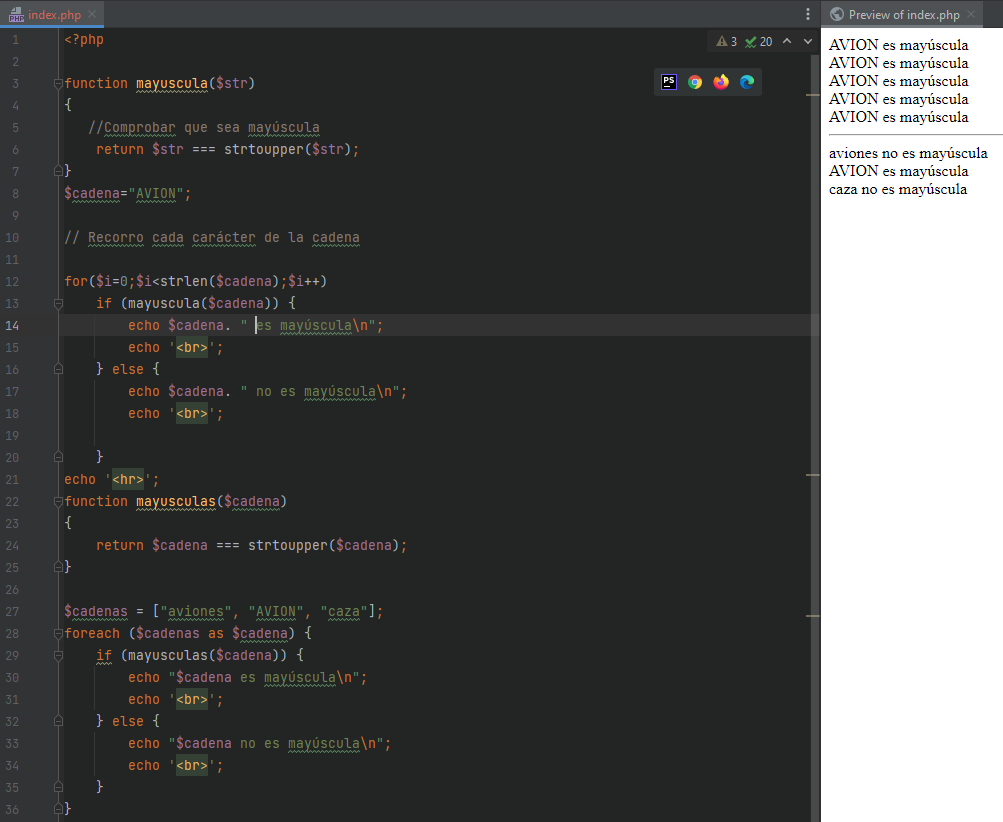 index.php
Preview of index.php
3 20
1 <?php
2
3 function mayuscula($str)
4 {
5    //Comprobar que sea mayúscula
6     return $str === strtoupper($str);
7 }
8 $cadena="AVION";
9
10 // Recorro cada carácter de la cadena
11
12 for($i=0;$i<strlen($cadena);$i++)
13     if (mayuscula($cadena)) {
14         echo $cadena. " es mayúscula\n";
15         echo '<br>';
16     } else {
17         echo $cadena. " no es mayúscula\n";
18         echo '<br>';
19
20     }
21 echo '<hr>';
22 function mayusculas($cadena)
23 {
24     return $cadena === strtoupper($cadena);
25 }
26
27 $cadenas = ["aviones", "AVION", "caza"];
28 foreach ($cadenas as $cadena) {
29     if (mayusculas($cadena)) {
30         echo "$cadena es mayúscula\n";
31         echo '<br>';
32     } else {
33         echo "$cadena no es mayúscula\n";
34         echo '<br>';
35     }
36 }
PS
AVION es mayúscula
AVION es mayúscula
AVION es mayúscula
AVION es mayúscula
AVION es mayúscula
aviones no es mayúscula
AVION es mayúscula
caza no es mayúscula